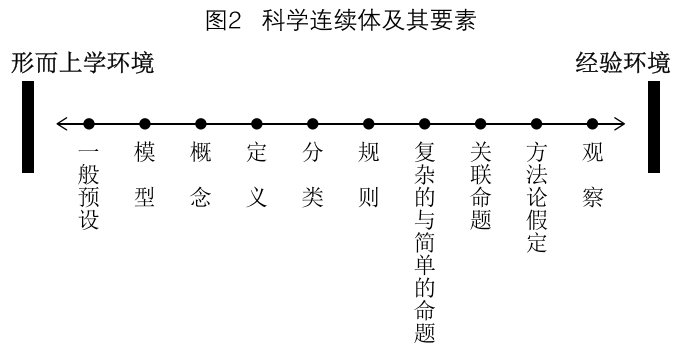 图2 科学连续体及其要素
形而上学环境
经验环境
一般预设
模型
概念
定义
分类
规则
复杂的与简单的命题
关联命题
方法论假定
观察